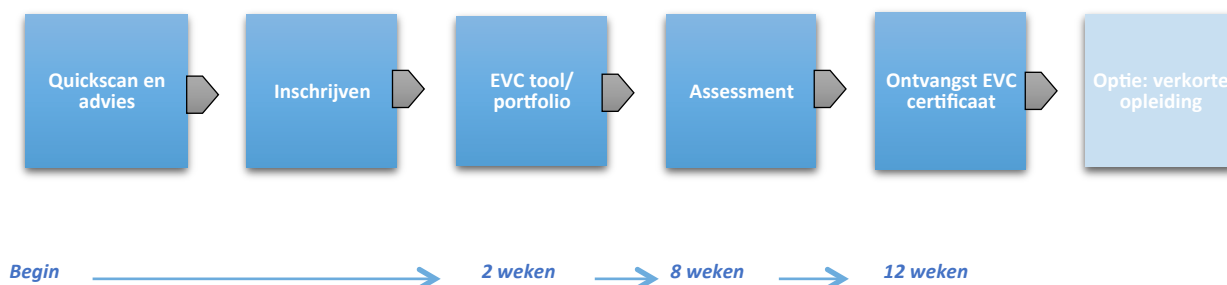 Quickscan en
advies
Inschrijven
EVC tool/
portfolio
Assessment
Ontvangst EVC
certificaat
Optie: verkorte
opleiding
Begin
2 weken
8 weken
12 weken